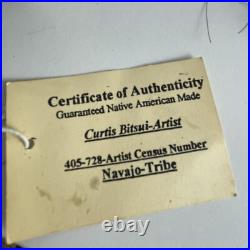 Certificate of Authenticity
Guaranteed Native American Made
Curtis Bitsui-Artist
405-728-Artist Census Number
Navajo-Tribe